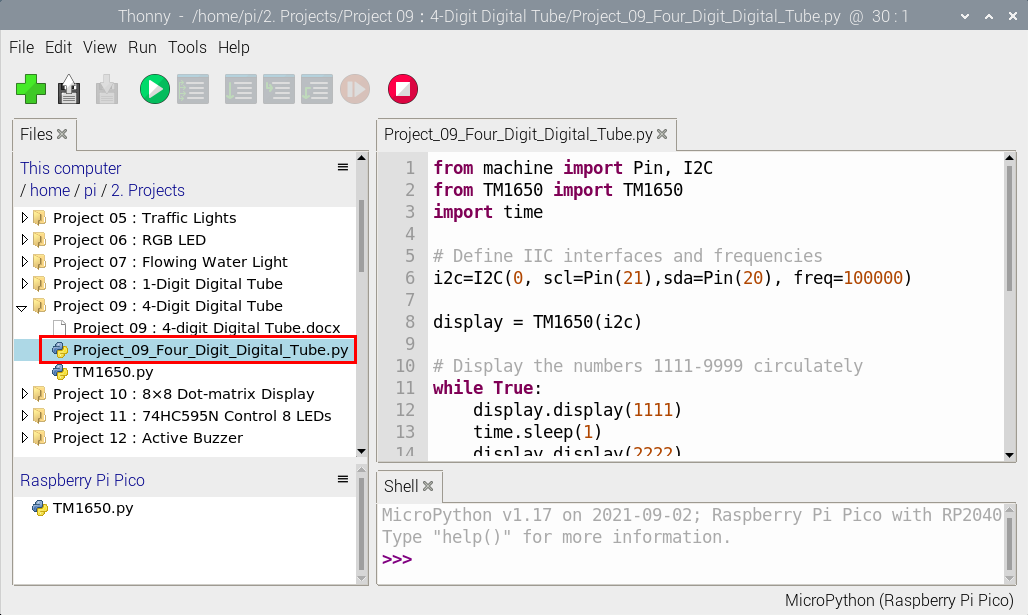 Thonny - /home/pi/2. Projects/Project 09 : 4-Digit Digital Tube/Project_09_Four_Digit_Digital_Tube.py @ 30 : 1
File Edit View Run Tools Help
Files
This computer
/ home / pi / 2. Projects
Project 05 : Traffic Lights
Project 06 : RGB LED
Project 07 : Flowing Water Light
Project 08 : 1-Digit Digital Tube
Project 09 : 4-Digit Digital Tube
Project 09 : 4-digit Digital Tube.docx
Project_09_Four_Digit_Digital_Tube.py
TM1650.py
Project 10 : 8×8 Dot-matrix Display
Project 11 : 74HC595N Control 8 LEDs
Project 12 : Active Buzzer
Raspberry Pi Pico
TM1650.py
Project_09_Four_Digit_Digital_Tube.py
1 from machine import Pin, I2C
2 from TM1650 import TM1650
3 import time
4
5 # Define IIC interfaces and frequencies
6 i2c=I2C(0, scl=Pin(21),sda=Pin(20), freq=100000)
7
8 display = TM1650(i2c)
9
10 # Display the numbers 1111-9999 circulately
11 while True:
12     display.display(1111)
13     time.sleep(1)
14     display.display(2222)
Shell
MicroPython v1.17 on 2021-09-02; Raspberry Pi Pico with RP2040
Type "help()" for more information.
>>>
MicroPython (Raspberry Pi Pico)